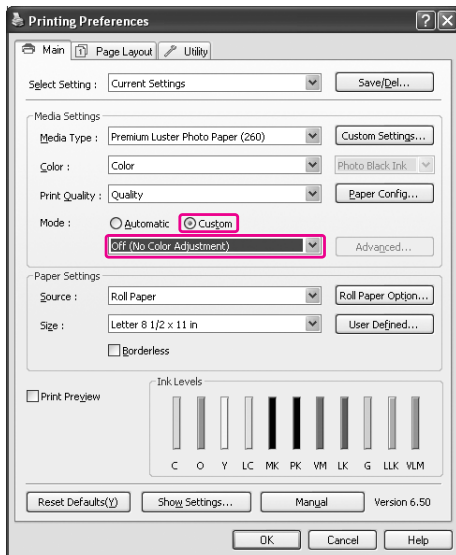 Printing Preferences
Main Page Layout Utility
Select Setting : Current Settings Save/Del...
Media Settings
Media Type : Premium Luster Photo Paper (260) Custom Settings...
Color : Color Photo Black Ink
Print Quality : Quality Paper Config...
Mode : Automatic Custom
Off (No Color Adjustment) Advanced...
Paper Settings
Source : Roll Paper Roll Paper Option...
Size : Letter 8 1/2 x 11 in User Defined...
Borderless
Print Preview
Ink Levels
C O Y LC MK PK VM LK G LLK VLM
Reset Defaults(Y) Show Settings... Manual Version 6.50
OK Cancel Help